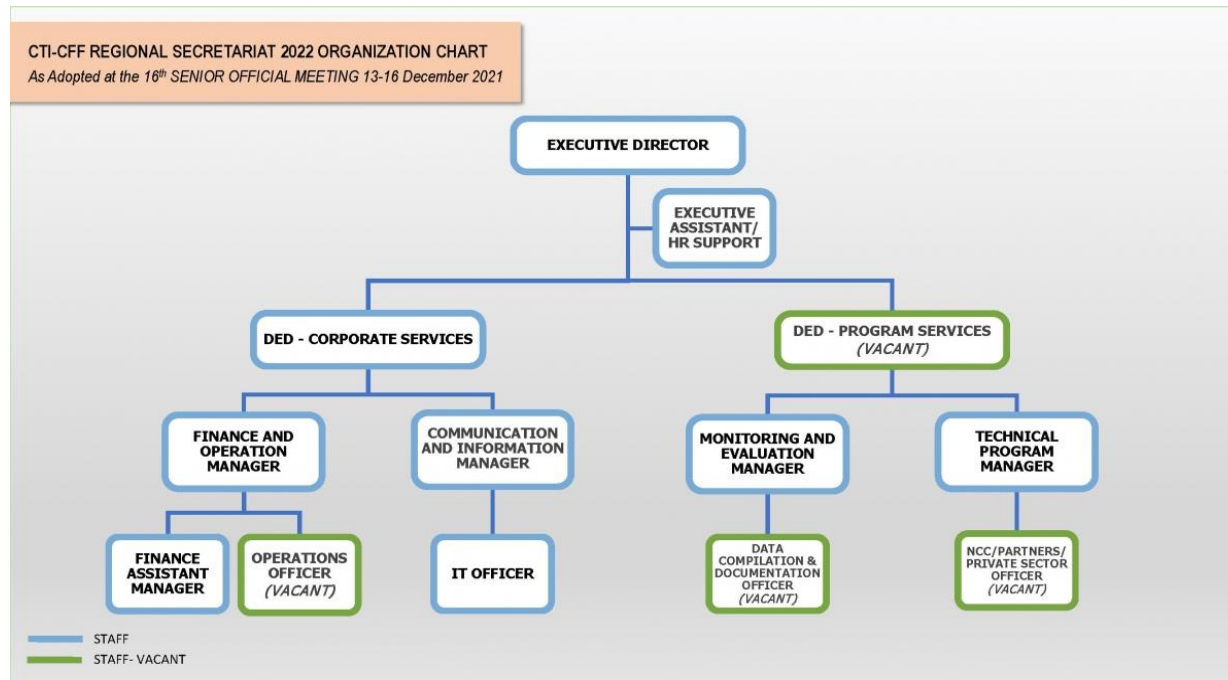 CTI-CFF REGIONAL SECRETARIAT 2022 ORGANIZATION CHART
As Adopted at the 16th SENIOR OFFICIAL MEETING 13-16 December 2021
EXECUTIVE DIRECTOR
EXECUTIVE
ASSISTANT/
HR SUPPORT
DED - CORPORATE SERVICES
DED - PROGRAM SERVICES
(VACANT)
FINANCE AND
OPERATION
MANAGER
COMMUNICATION
AND INFORMATION
MANAGER
MONITORING AND
EVALUATION
MANAGER
TECHNICAL
PROGRAM
MANAGER
FINANCE
ASSISTANT
MANAGER
OPERATIONS
OFFICER
(VACANT)
IT OFFICER
DATA
COMPILATION &
DOCUMENTATION
OFFICER
(VACANT)
NCC/PARTNERS/
PRIVATE SECTOR
OFFICER
(VACANT)
STAFF
STAFF- VACANT